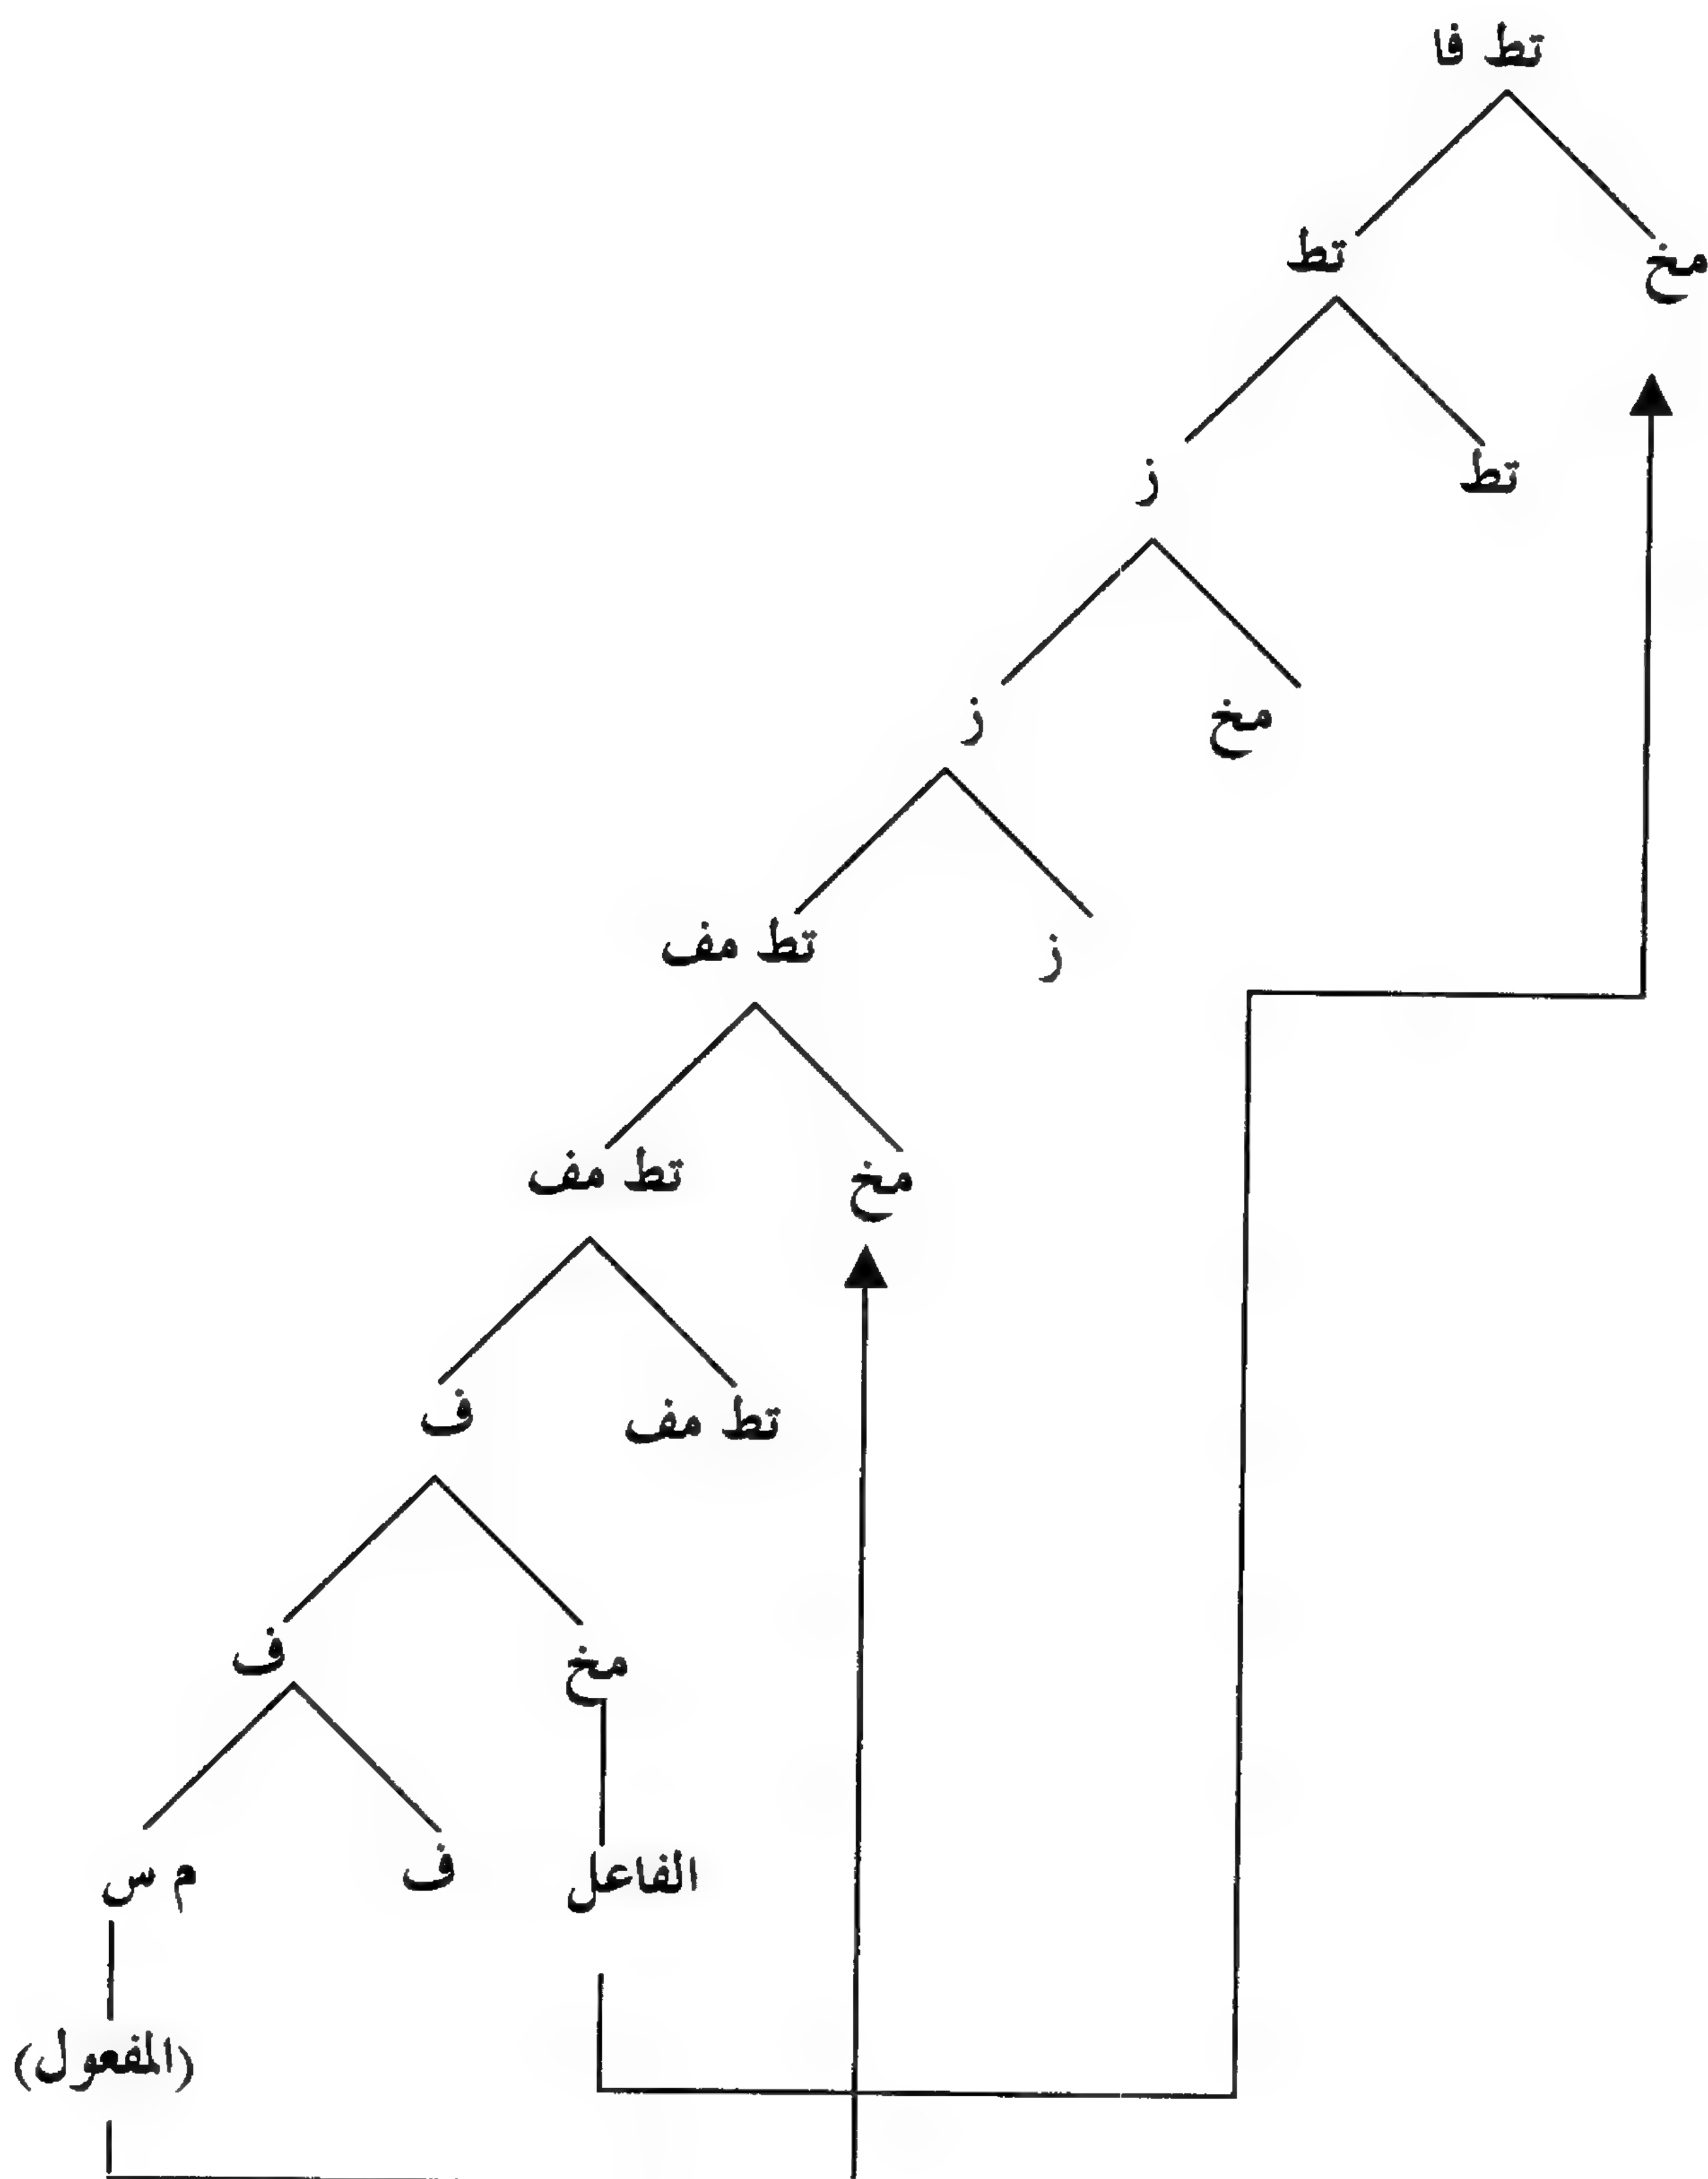 تط فا
مخ
تط
تط
ز
مخ
ز
ز
تط مف
مخ
تط مف
تط مف
ف
مخ
ف
الفاعل
ف
م س
(المفعول)